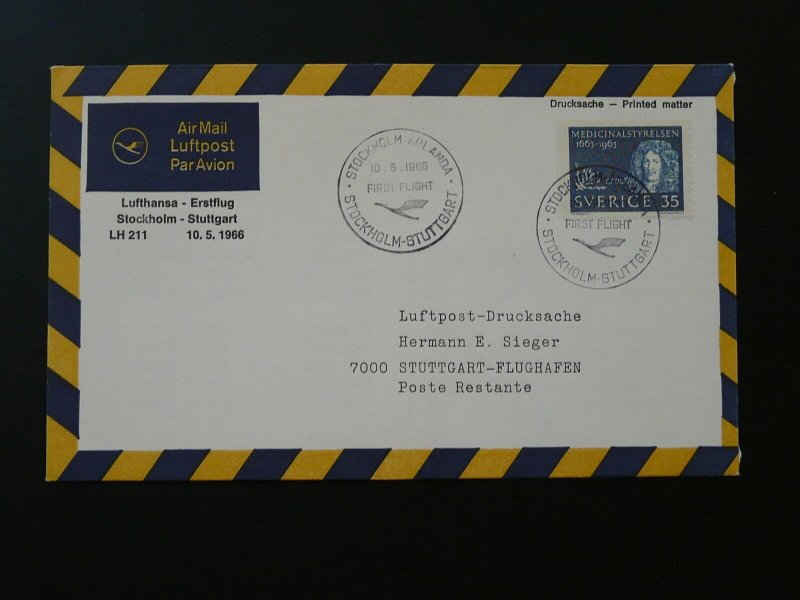 Drucksache — Printed matter
Air Mail
Luftpost
Par Avion
Lufthansa - Erstflug
Stockholm - Stuttgart
LH 211 10. 5. 1966
STOCKHOLM-ARLANDA
10 . 5 . 1966
FIRST FLIGHT
STOCKHOLM-STUTTGART
MEDICINALSTYRELSEN
1663-1963
SVERIGE 35
FIRST FLIGHT
STOCKHOLM-STUTTGART
Luftpost-Drucksache
Hermann E. Sieger
7000 STUTTGART-FLUGHAFEN
Poste Restante